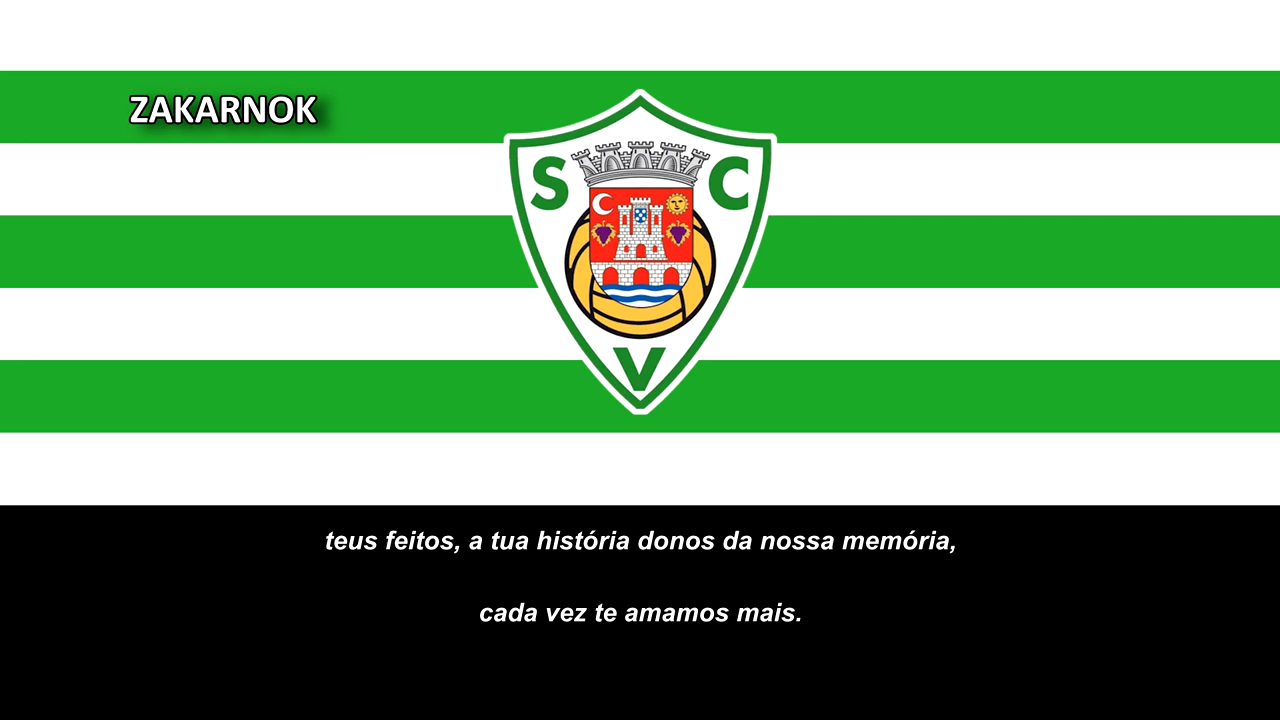 ZAKARNOK
S C
V
teus feitos, a tua história donos da nossa memória,
cada vez te amamos mais.